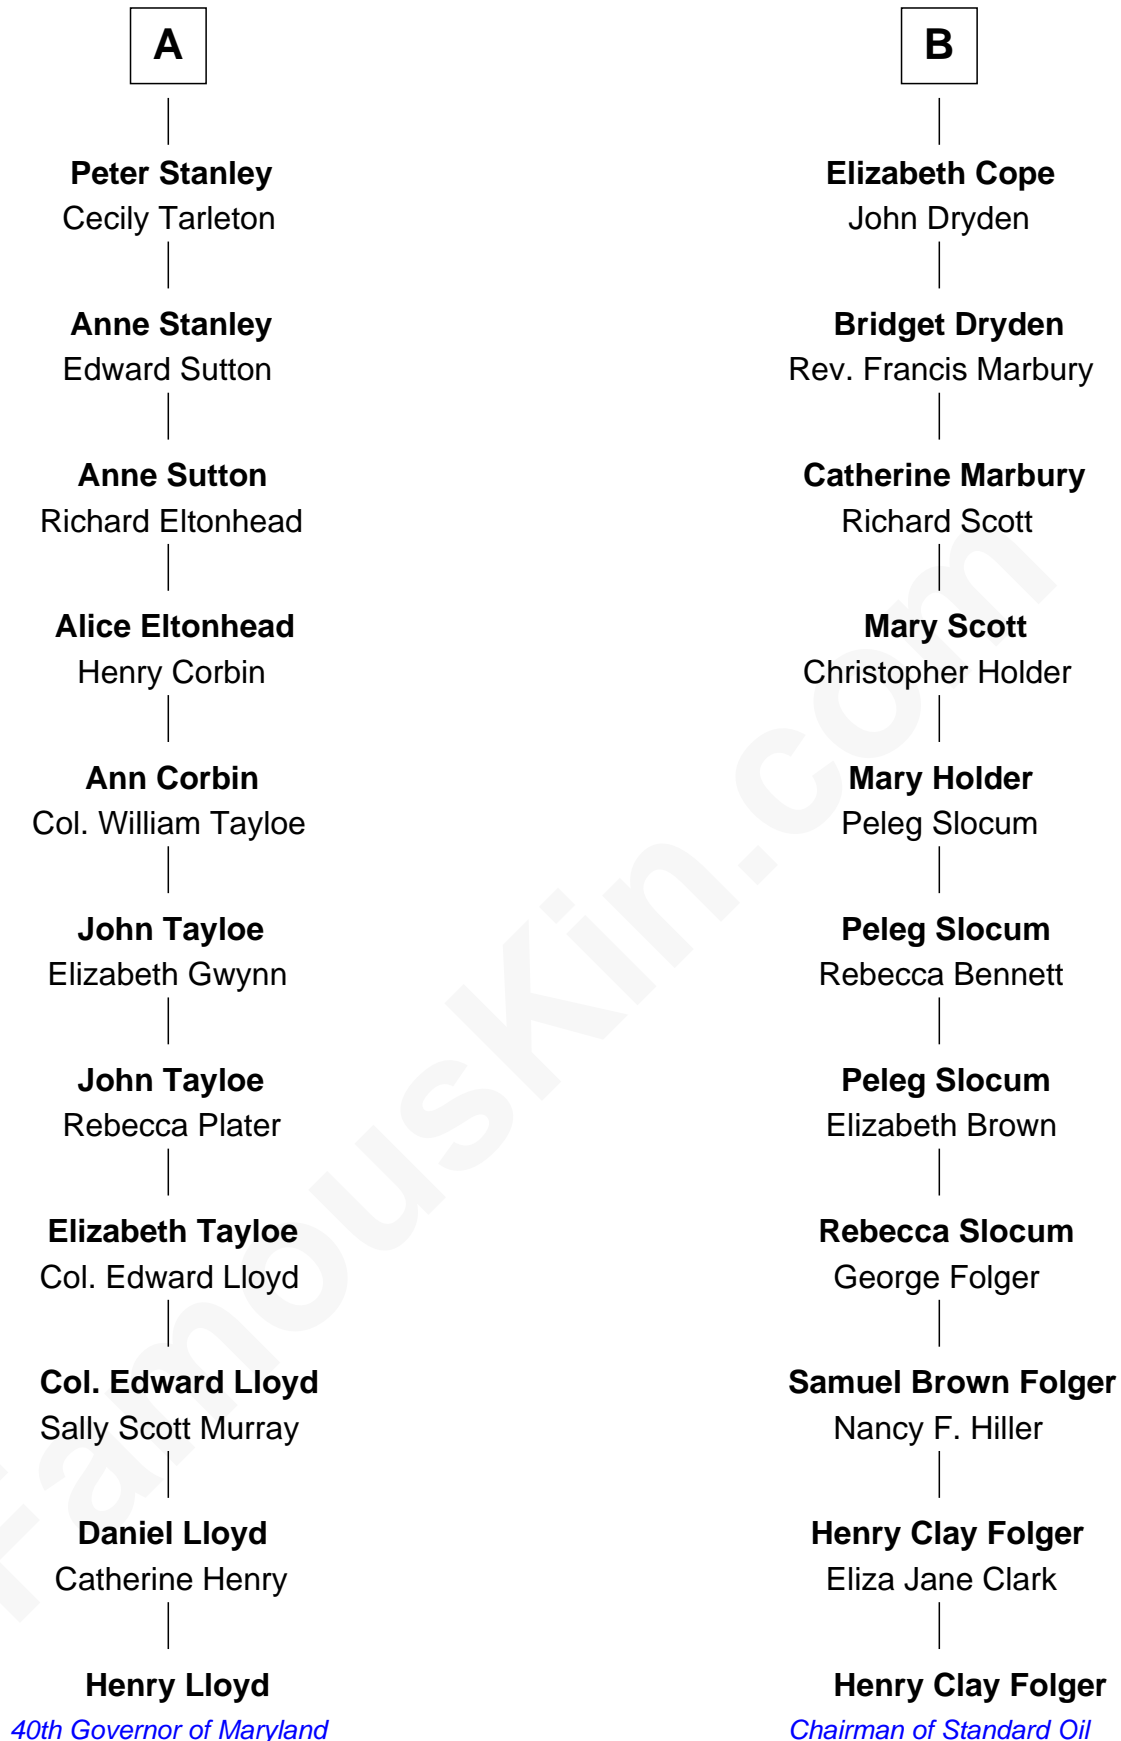 A
Peter Stanley
Cecily Tarleton
Anne Stanley
Edward Sutton
Anne Sutton
Richard Eltonhead
Alice Eltonhead
Henry Corbin
Ann Corbin
Col. William Tayloe
John Tayloe
Elizabeth Gwynn
John Tayloe
Rebecca Plater
Elizabeth Tayloe
Col. Edward Lloyd
Col. Edward Lloyd
Sally Scott Murray
Daniel Lloyd
Catherine Henry
Henry Lloyd
40th Governor of Maryland
B
Elizabeth Cope
John Dryden
Bridget Dryden
Rev. Francis Marbury
Catherine Marbury
Richard Scott
Mary Scott
Christopher Holder
Mary Holder
Peleg Slocum
Peleg Slocum
Rebecca Bennett
Peleg Slocum
Elizabeth Brown
Rebecca Slocum
George Folger
Samuel Brown Folger
Nancy F. Hiller
Henry Clay Folger
Eliza Jane Clark
Henry Clay Folger
Chairman of Standard Oil
FamousKin.com